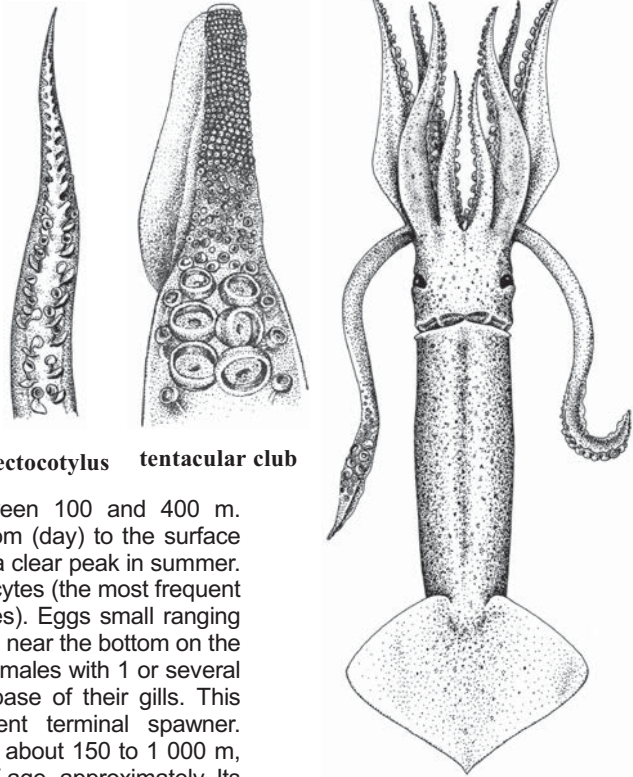 ectocotylus tentacular club
een 100 and 400 m.
om (day) to the surface
a clear peak in summer.
cytes (the most frequent
es). Eggs small ranging
near the bottom on the
males with 1 or several
base of their gills. This
ent terminal spawner.
about 150 to 1 000 m,